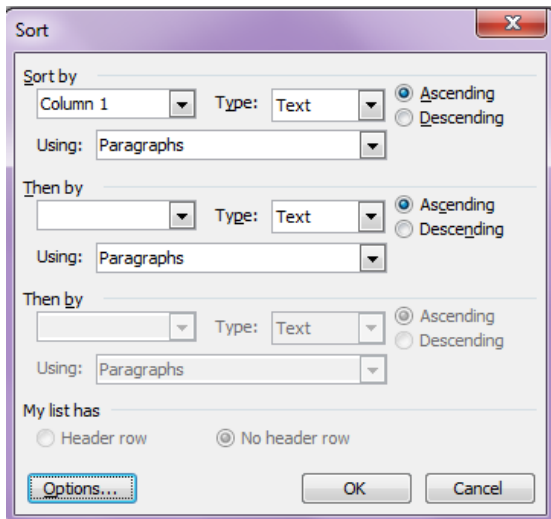 Sort
Sort by
Column 1 Type: Text Ascending
Descending
Using: Paragraphs
Then by
Type: Text Ascending
Descending
Using: Paragraphs
Then by
Type: Text Ascending
Descending
Using: Paragraphs
My list has
Header row No header row
Options... OK Cancel